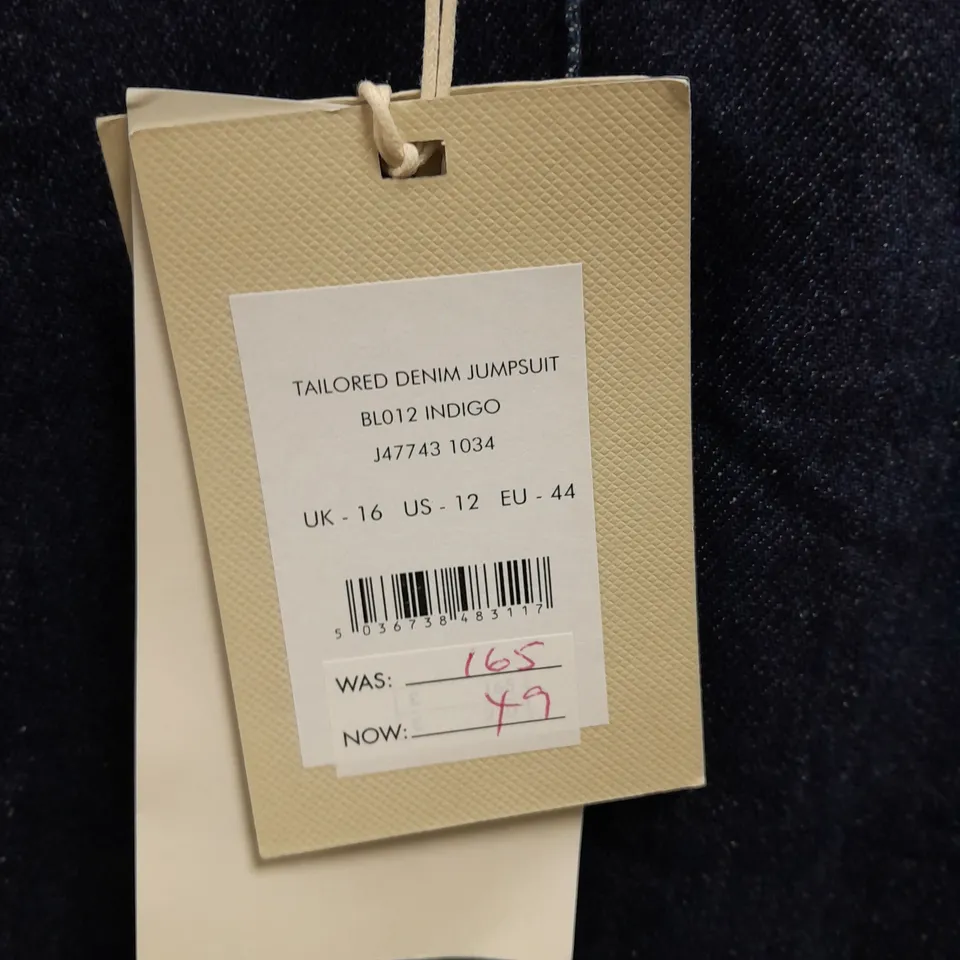 TAILORED DENIM JUMPSUIT
BL012 INDIGO
J47743 1034
UK - 16 US - 12 EU - 44
5 036738 483117
WAS: 165
NOW: 49